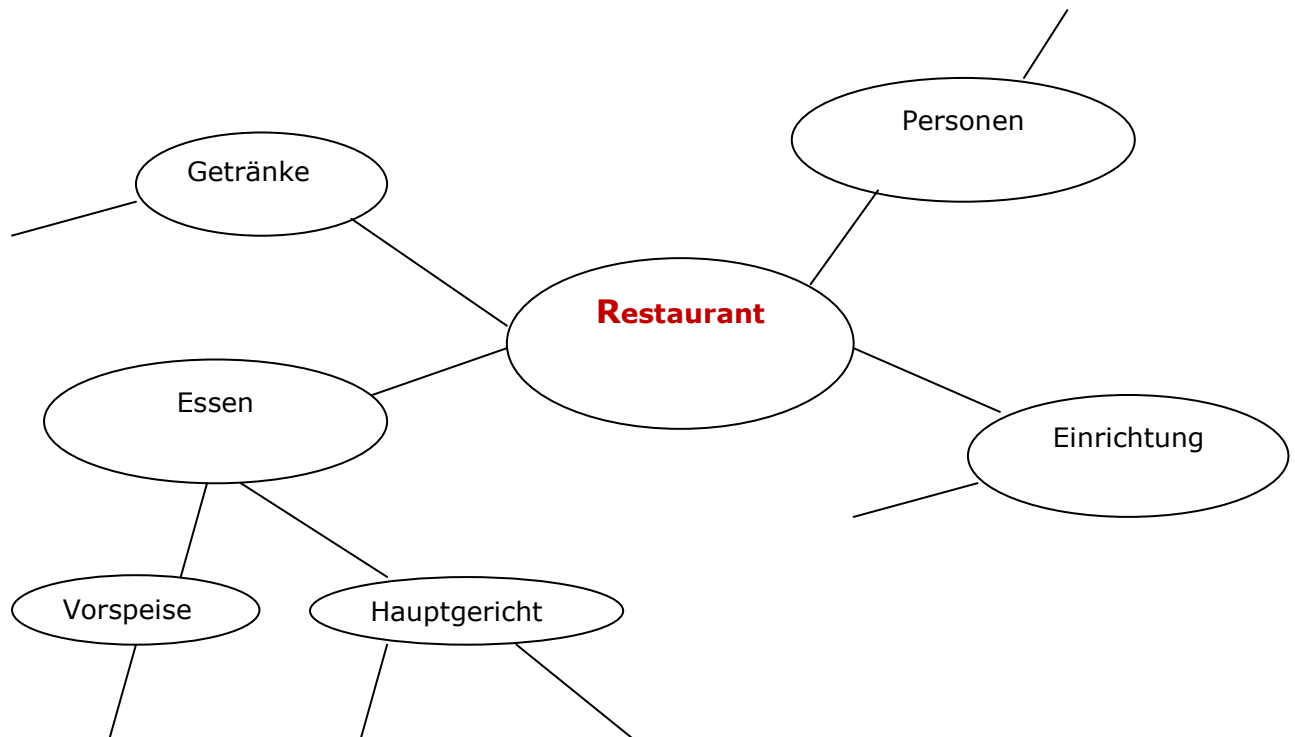 Personen
Getränke
Restaurant
Essen
Einrichtung
Vorspeise
Hauptgericht